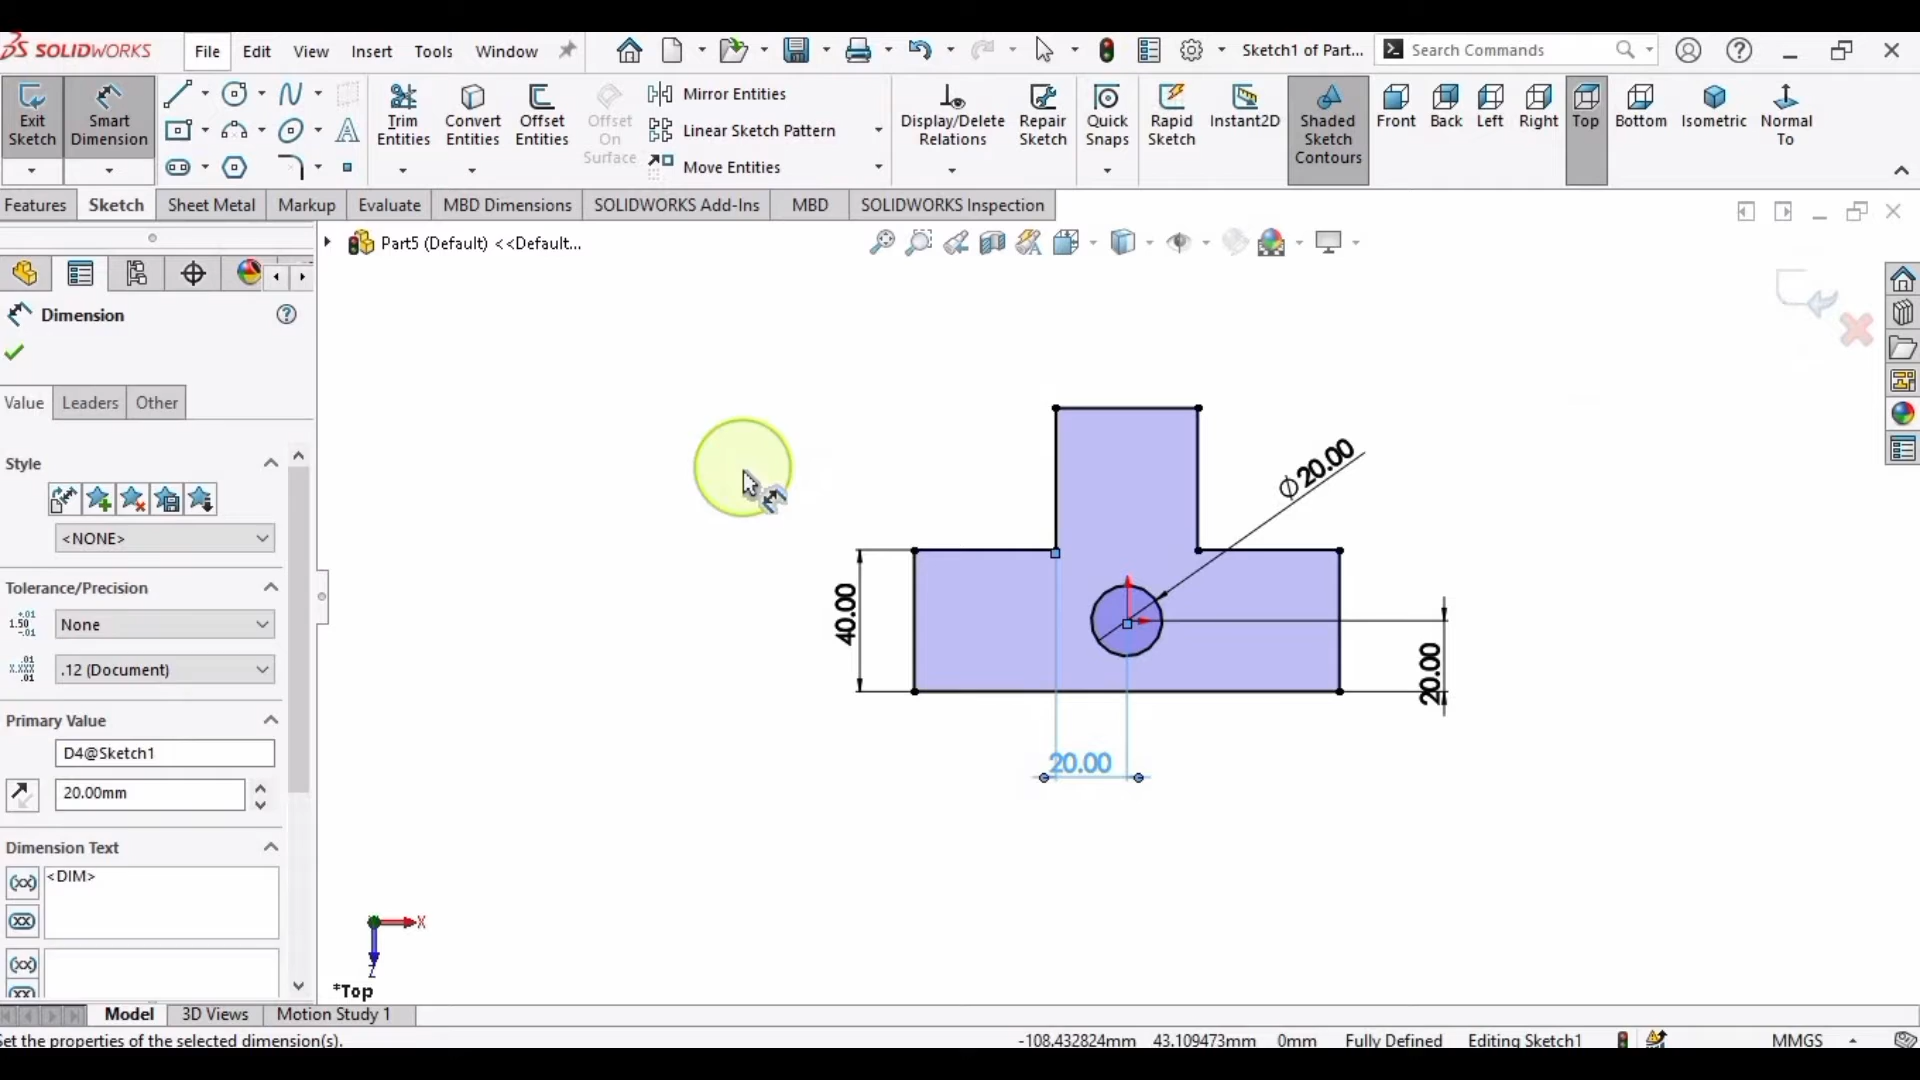 SOLIDWORKS File Edit View Insert Tools Window Sketch1 of Part... Search Commands
Exit Sketch
Smart Dimension
Trim Entities
Convert Entities
Offset Entities
Offset On Surface
Mirror Entities
Linear Sketch Pattern
Move Entities
Display/Delete Relations
Repair Sketch
Quick Snaps
Rapid Sketch
Instant2D
Shaded Sketch Contours
Front Back Left Right Top Bottom Isometric
Normal To
Features Sketch Sheet Metal Markup Evaluate MBD Dimensions SOLIDWORKS Add-Ins MBD SOLIDWORKS Inspection
Part5 (Default) <<Default...
Dimension
Value Leaders Other
Style
<NONE>
Tolerance/Precision
None
.12 (Document)
Primary Value
D4@Sketch1
20.00mm
Dimension Text
<DIM>
∅20.00
40.00
20.00
20.00
X
Z
*Top
Model 3D Views Motion Study 1
et the properties of the selected dimension(s). -108.432824mm 43.109473mm 0mm Fully Defined Editing Sketch1 MMGS